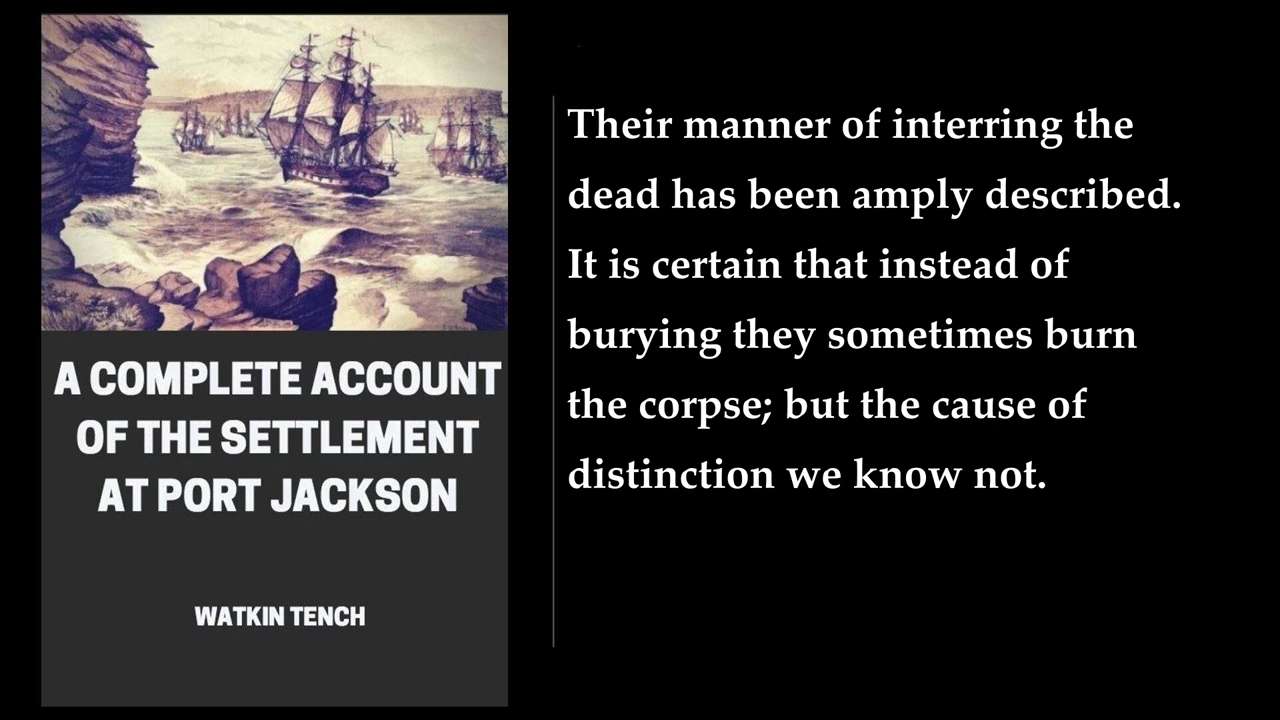 A COMPLETE ACCOUNT
OF THE SETTLEMENT
AT PORT JACKSON
WATKIN TENCH
Their manner of interring the
dead has been amply described.
It is certain that instead of
burying they sometimes burn
the corpse; but the cause of
distinction we know not.